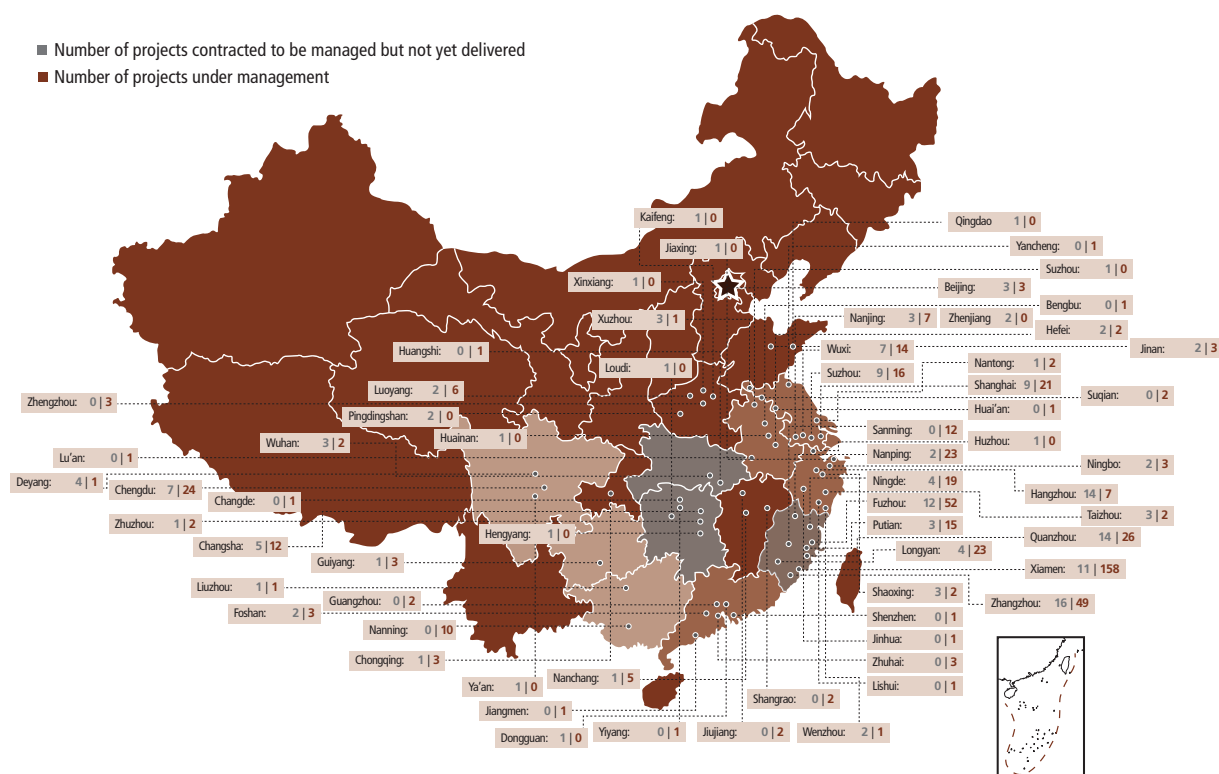 Number of projects contracted to be managed but not yet delivered
Number of projects under management
Kaifeng: 1 | 0
Qingdao 1 | 0
Jiaxing: 1 | 0
Yancheng: 0 | 1
Suzhou: 1 | 0
Xinxiang: 1 | 0
Beijing: 3 | 3
Bengbu: 0 | 1
Xuzhou: 3 | 1
Nanjing: 3 | 7
Zhenjiang 2 | 0
Hefei: 2 | 2
Huangshi: 0 | 1
Wuxi: 7 | 14
Jinan: 2 | 3
Loudi: 1 | 0
Nantong: 1 | 2
Suzhou: 9 | 16
Luoyang: 2 | 6
Shanghai: 9 | 21
Suqian: 0 | 2
Zhengzhou: 0 | 3
Pingdingshan: 2 | 0
Huai'an: 0 | 1
Sanming: 0 | 12
Wuhan: 3 | 2
Huainan: 1 | 0
Huzhou: 1 | 0
Lu'an: 0 | 1
Nanping: 2 | 23
Ningbo: 2 | 3
Deyang: 4 | 1
Chengdu: 7 | 24
Ningde: 4 | 19
Hangzhou: 14 | 7
Changde: 0 | 1
Fuzhou: 12 | 52
Taizhou: 3 | 2
Zhuzhou: 1 | 2
Putian: 3 | 15
Hengyang: 1 | 0
Quanzhou: 14 | 26
Changsha: 5 | 12
Longyan: 4 | 23
Guiyang: 1 | 3
Xiamen: 11 | 158
Liuzhou: 1 | 1
Shaoxing: 3 | 2
Guangzhou: 0 | 2
Zhangzhou: 16 | 49
Foshan: 2 | 3
Shenzhen: 0 | 1
Nanning: 0 | 10
Jinhua: 0 | 1
Chongqing: 1 | 3
Zhuhai: 0 | 3
Nanchang: 1 | 5
Ya'an: 1 | 0
Lishui: 0 | 1
Shangrao: 0 | 2
Jiangmen: 0 | 1
Dongguan: 1 | 0
Yiyang: 0 | 1
Jiujiang: 0 | 2
Wenzhou: 2 | 1